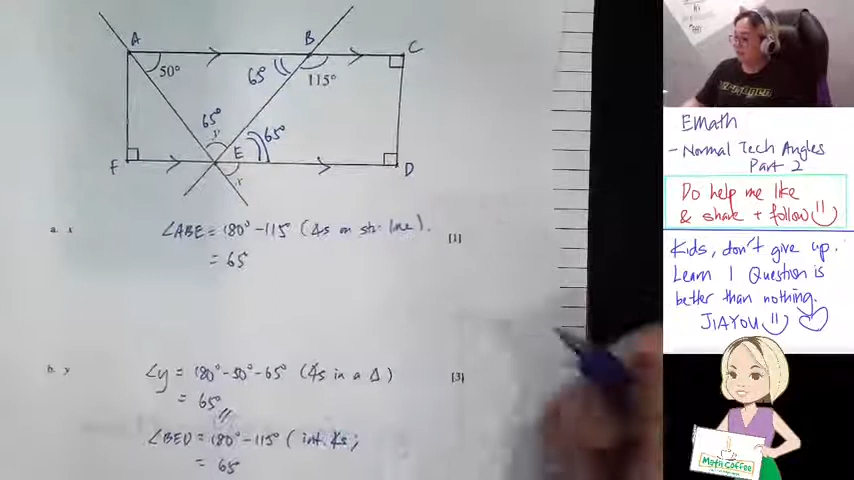 A
B
C
50°
65°
115°
65°
y
65°
E
F
D
x
a. x
∠ABE = 180° - 115° (∠s on str. line).
[1]
= 65
b. y
∠y = 180° - 50° - 65° (∠s in a Δ)
[3]
= 65°
∠BED = 180° - 115° (int. ∠s,
= 65
EMath
- Normal Tech Angles
Part 2
Do help me like
& share + follow
Kids, don't give up.
Learn 1 Question is
better than nothing.
JIAYOU
Math Coffee